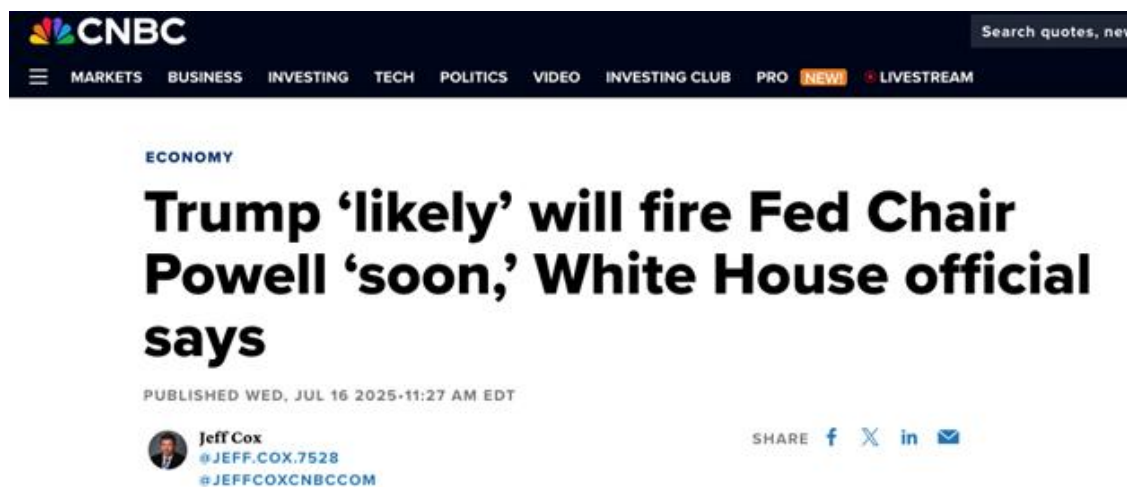 CNBC
Search quotes, nev
MARKETS BUSINESS INVESTING TECH POLITICS VIDEO INVESTING CLUB PRO NEW! LIVESTREAM
ECONOMY
Trump ‘likely’ will fire Fed Chair
Powell ‘soon,’ White House official
says
PUBLISHED WED, JUL 16 2025•11:27 AM EDT
Jeff Cox
@JEFF.COX.7528
@JEFFCOXCNBCCOM
SHARE f X in